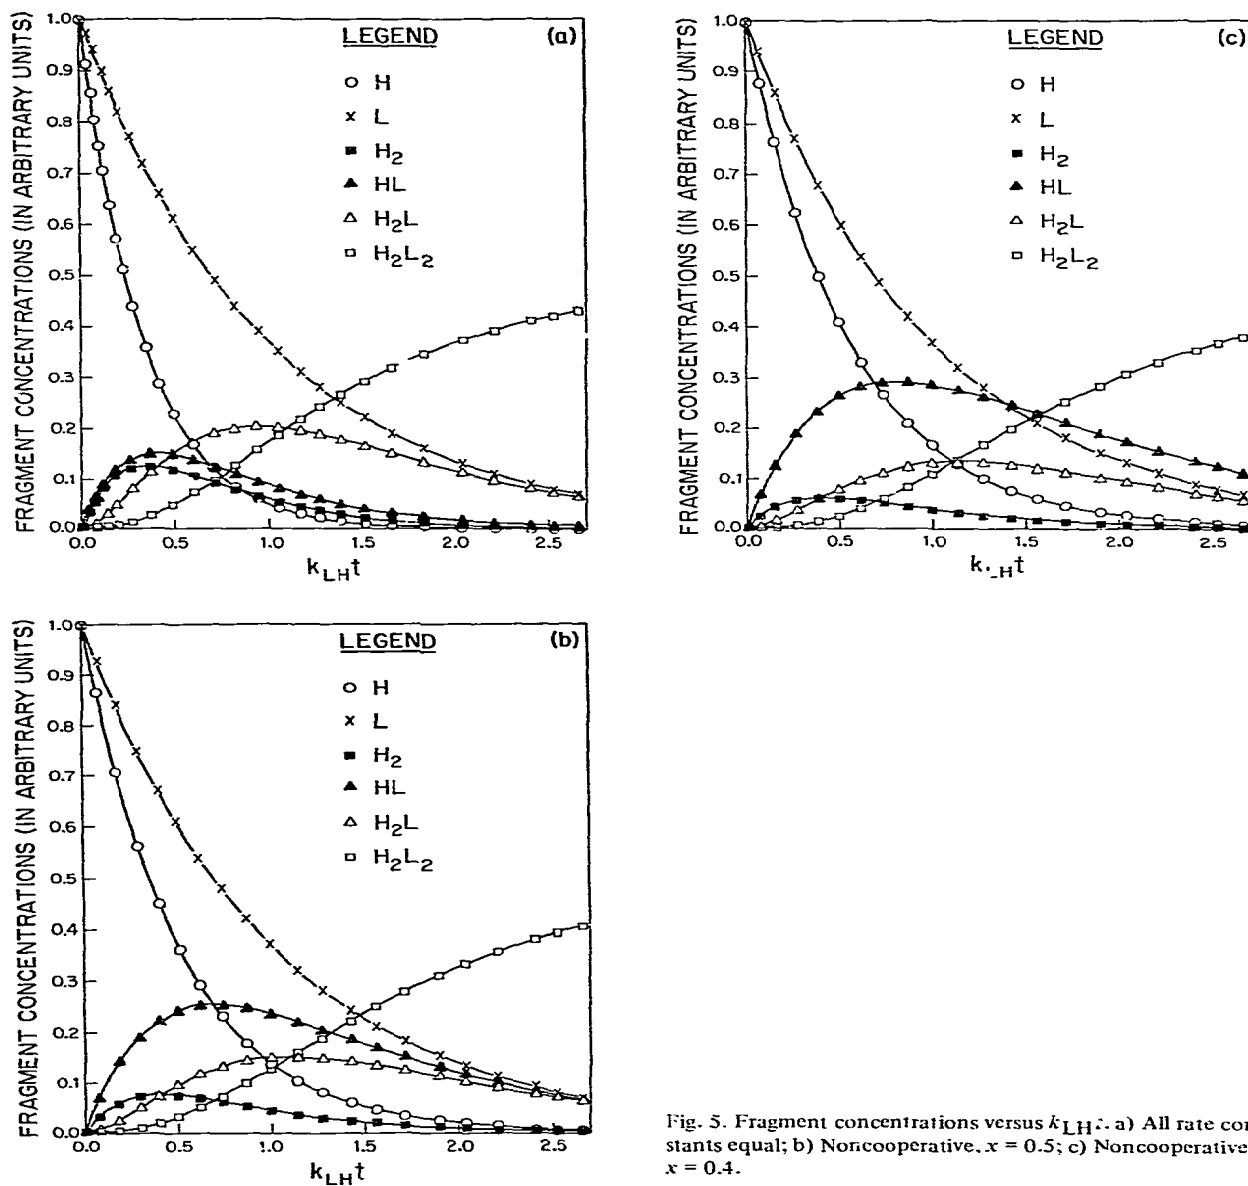 FRAGMENT CONCENTRATIONS (IN ARBITRARY UNITS)
1.0
0.9
0.8
0.7
0.6
0.5
0.4
0.3
0.2
0.1
0.0
0.0 0.5 1.0 1.5 2.0 2.5
k_LH t
LEGEND
(a)
H
L
H₂
HL
H₂L
H₂L₂
FRAGMENT CONCENTRATIONS (IN ARBITRARY UNITS)
1.0
0.9
0.8
0.7
0.6
0.5
0.4
0.3
0.2
0.1
0.0
0.0 0.5 1.0 1.5 2.0 2.5
k._H t
LEGEND
(c)
H
L
H₂
HL
H₂L
H₂L₂
FRAGMENT CONCENTRATIONS (IN ARBITRARY UNITS)
1.0
0.9
0.8
0.7
0.6
0.5
0.4
0.3
0.2
0.1
0.0
0.0 0.5 1.0 1.5 2.0 2.5
k_LH t
LEGEND
(b)
H
L
H₂
HL
H₂L
H₂L₂
Fig. 5. Fragment concentrations versus k_LH:. a) All rate con-
stants equal; b) Noncooperative, x = 0.5; c) Noncooperative
x = 0.4.